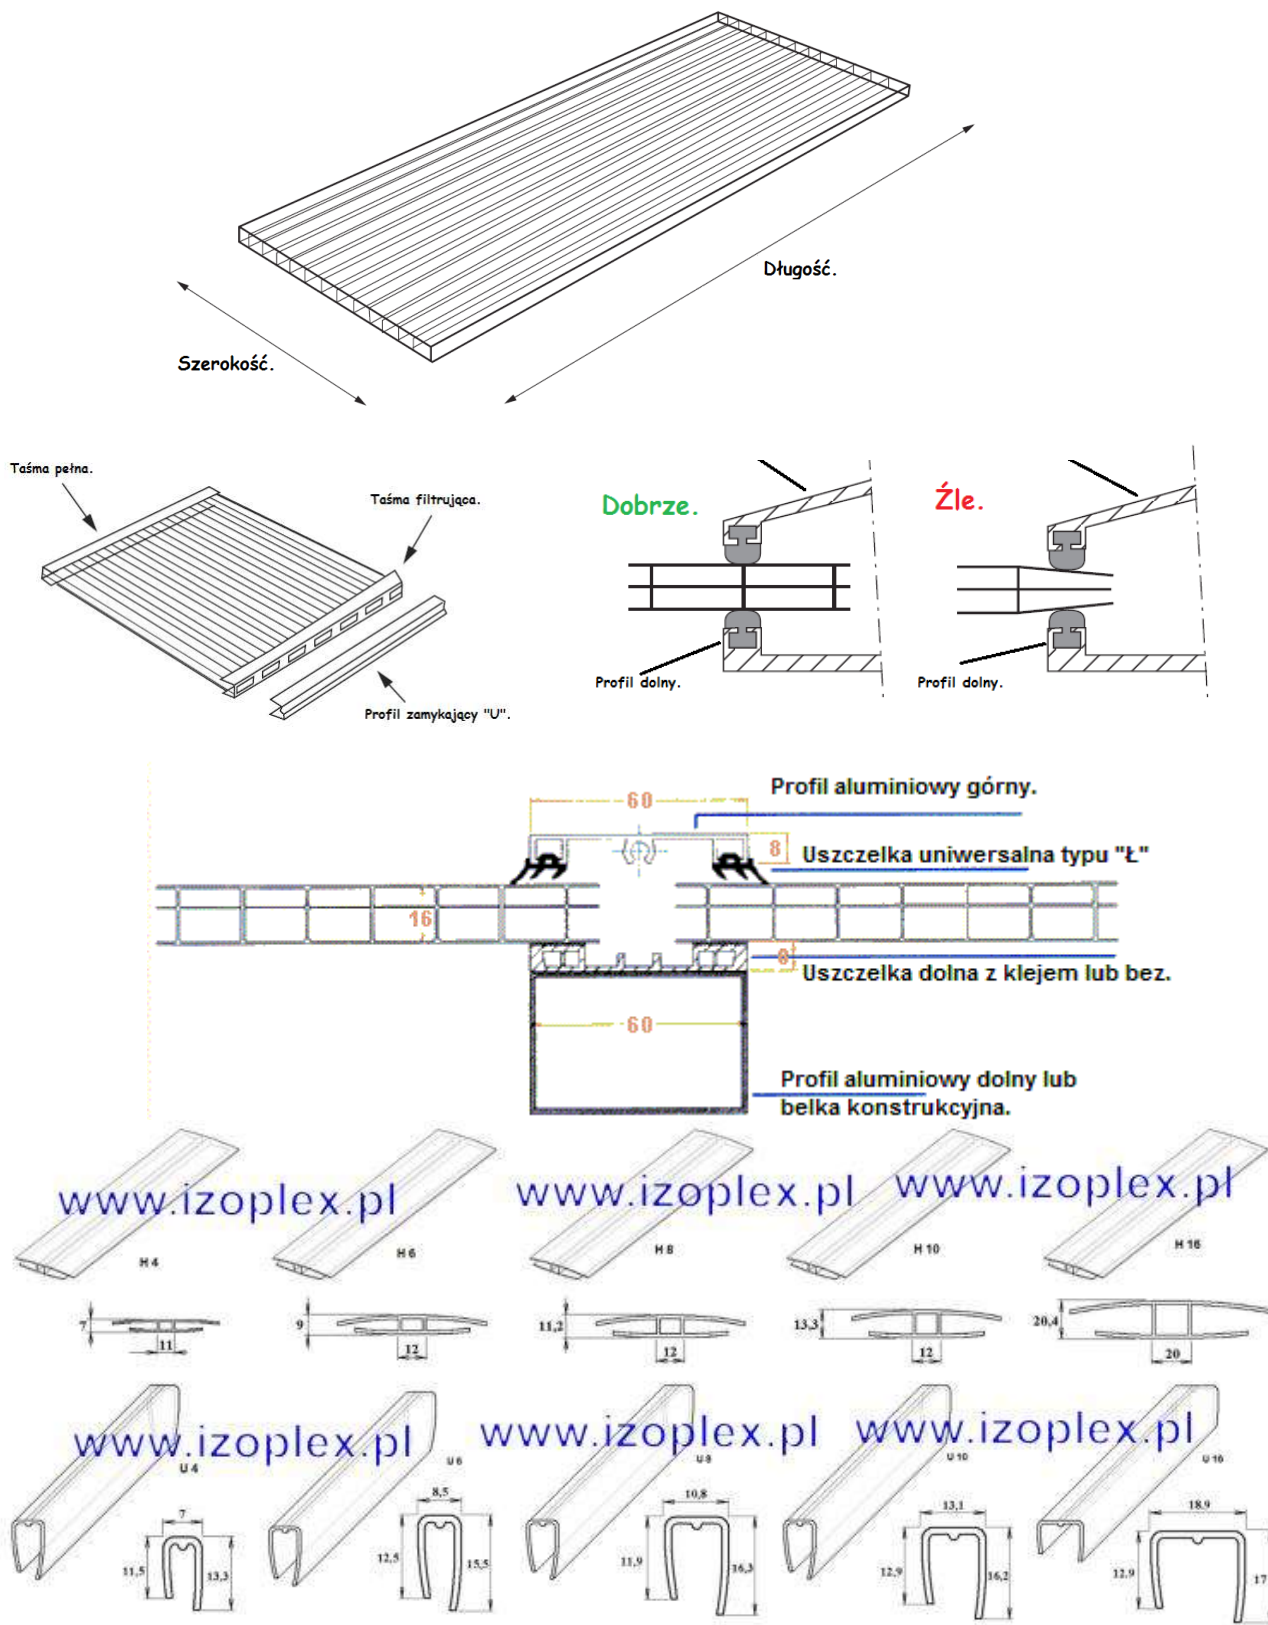 Długość.
Szerokość.
Taśma pełna.
Taśma filtrująca.
Dobrze.
Źle.
Profil dolny.
Profil dolny.
Profil zamykający "U".
Profil aluminiowy górny.
60
8
Uszczelka uniwersalna typu "Ł"
16
8
Uszczelka dolna z klejem lub bez.
60
Profil aluminiowy dolny lub
belka konstrukcyjna.
www.izoplex.pl
www.izoplex.pl
www.izoplex.pl
H 4
H 6
H 8
H 10
H 16
7
11
9
12
11,2
12
13,3
12
20,4
20
www.izoplex.pl
www.izoplex.pl
www.izoplex.pl
U 4
U 6
U 8
U 10
U 16
7
11,5
13,3
8,5
12,5
15,5
10,8
11,9
16,3
13,1
12,9
16,2
18,9
12,9
17